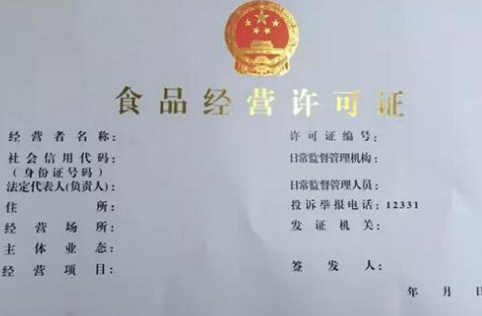 食品经营许可证
经营者名称：
许可证编号：
社会信用代码：
（身份证号码）
日常监督管理机构：
法定代表人(负责人)：
日常监督管理人员：
住所：
投诉举报电话：12331
经营场所：
发证机关：
主体业态：
经营项目：
签发人：
年 月 日